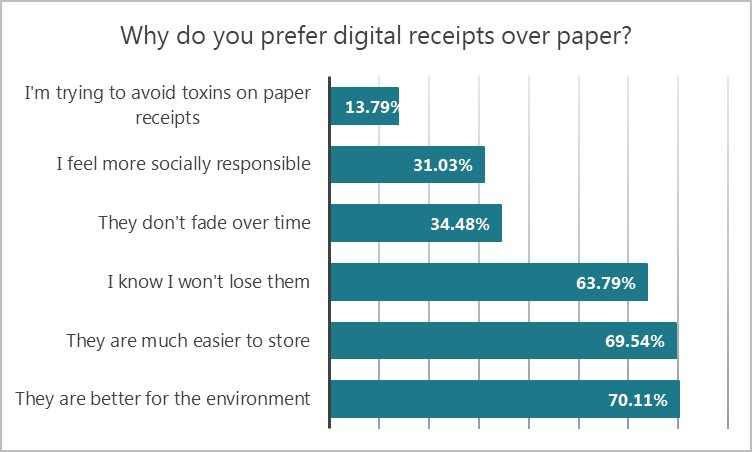 Why do you prefer digital receipts over paper?
I'm trying to avoid toxins on paper
receipts
13.79%
I feel more socially responsible
31.03%
They don't fade over time
34.48%
I know I won't lose them
63.79%
They are much easier to store
69.54%
They are better for the environment
70.11%